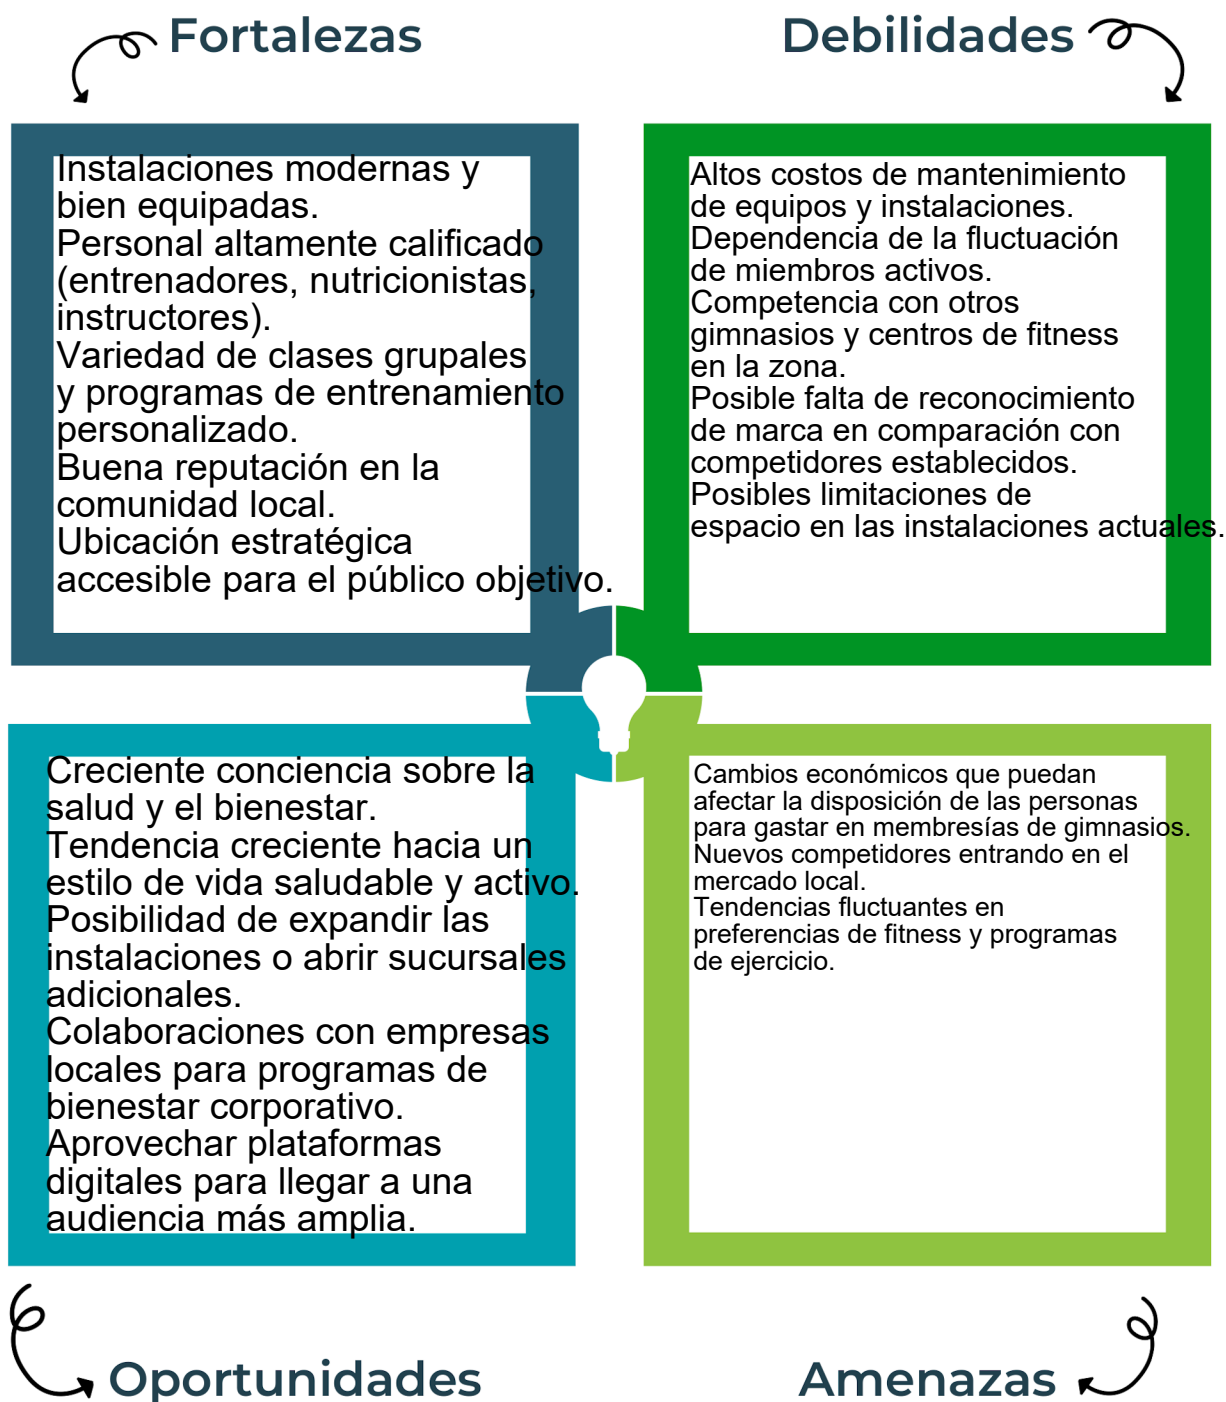 Fortalezas
Instalaciones modernas y
bien equipadas.
Personal altamente calificado
(entrenadores, nutricionistas,
instructores).
Variedad de clases grupales
y programas de entrenamiento
personalizado.
Buena reputación en la
comunidad local.
Ubicación estratégica
accesible para el público objetivo.
Debilidades
Altos costos de mantenimiento
de equipos y instalaciones.
Dependencia de la fluctuación
de miembros activos.
Competencia con otros
gimnasios y centros de fitness
en la zona.
Posible falta de reconocimiento
de marca en comparación con
competidores establecidos.
Posibles limitaciones de
espacio en las instalaciones actuales.
Creciente conciencia sobre la
salud y el bienestar.
Tendencia creciente hacia un
estilo de vida saludable y activo.
Posibilidad de expandir las
instalaciones o abrir sucursales
adicionales.
Colaboraciones con empresas
locales para programas de
bienestar corporativo.
Aprovechar plataformas
digitales para llegar a una
audiencia más amplia.
Oportunidades
Cambios económicos que puedan
afectar la disposición de las personas
para gastar en membresías de gimnasios.
Nuevos competidores entrando en el
mercado local.
Tendencias fluctuantes en
preferencias de fitness y programas
de ejercicio.
Amenazas